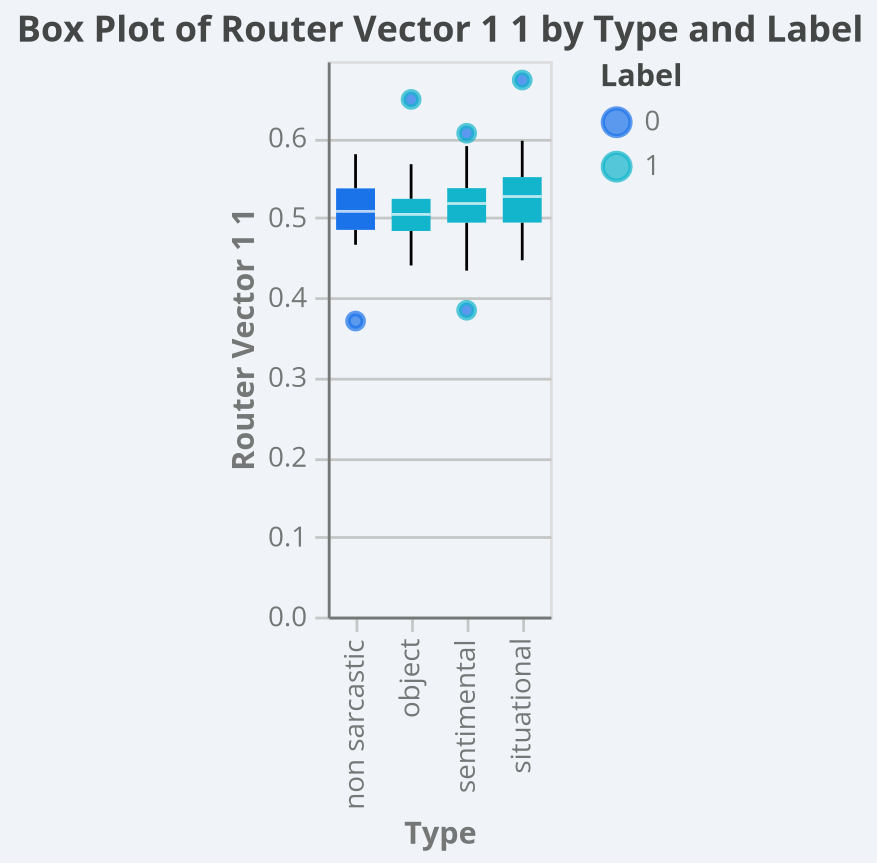 Box Plot of Router Vector 1 1 by Type and Label
Label
0
1
Router Vector 1 1
0.6
0.5
0.4
0.3
0.2
0.1
0.0
non sarcastic
object
sentimental
situational
Type